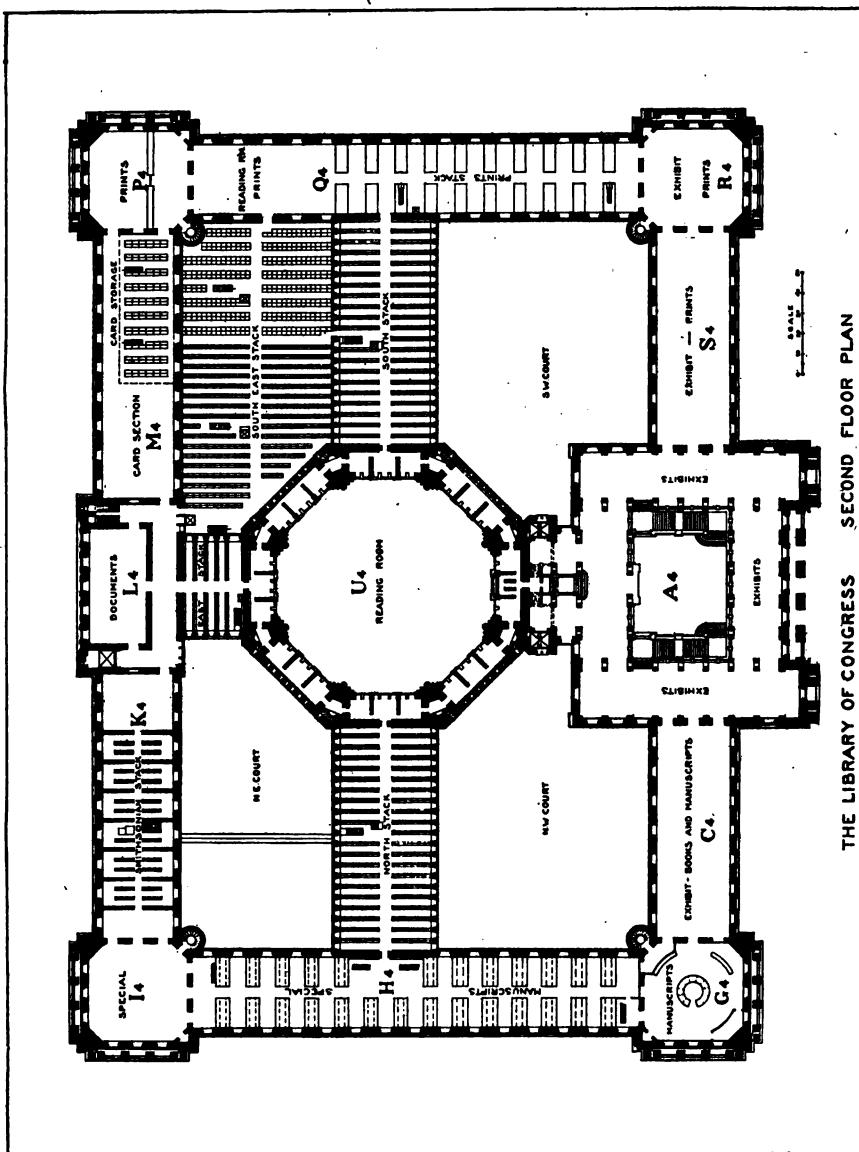 PRINTS
P4
READING RM.
PRINTS
Q4
PRINTS STACK
EXHIBIT
PRINTS
R4
CARD STORAGE
CARD SECTION
M4
SOUTH EAST STACK
SOUTH STACK
S.W. COURT
EXHIBIT — PRINTS
S4
SCALE
DOCUMENTS
L4
EAST STACK
U4
READING ROOM
EXHIBITS
A4
EXHIBITS
EXHIBITS
K4
SMITHSONIAN STACK
N.E. COURT
NORTH STACK
N.W. COURT
EXHIBIT - BOOKS AND MANUSCRIPTS
C4.
SPECIAL
I4
SPECIAL
H4
MANUSCRIPTS
MANUSCRIPTS
G4
THE LIBRARY OF CONGRESS SECOND FLOOR PLAN